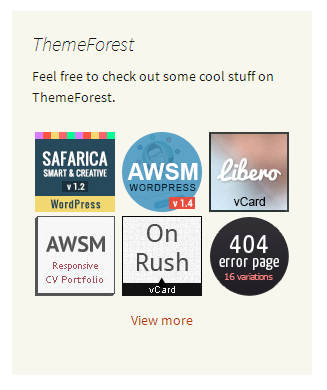 ThemeForest
Feel free to check out some cool stuff on
ThemeForest.
SAFARICA
SMART & CREATIVE
v 1.2
WordPress
AWSM
WORDPRESS
v 1.4
Libero
vCard
AWSM
Responsive
CV Portfolio
On
Rush
vCard
404
error page
16 variations
View more